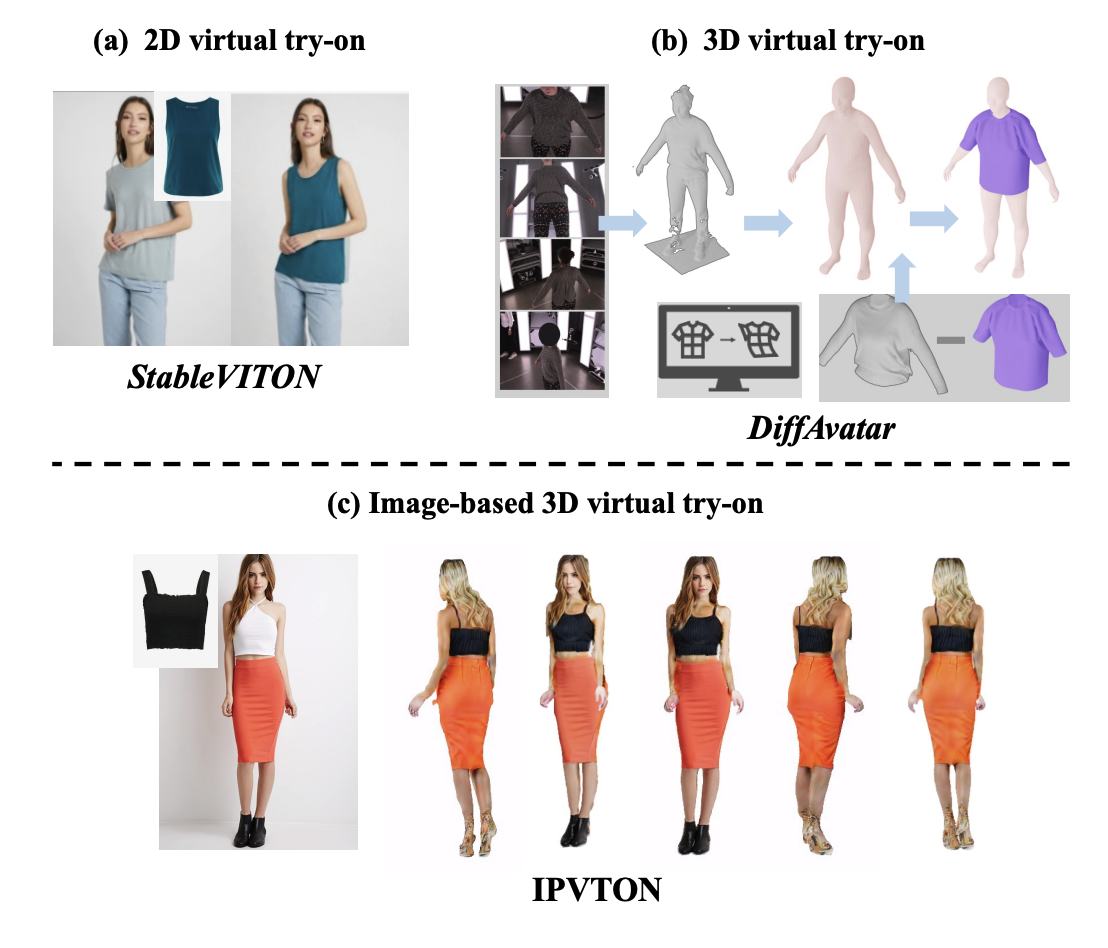 (a) 2D virtual try-on
(b) 3D virtual try-on
StableVITON
DiffAvatar
(c) Image-based 3D virtual try-on
IPVTON